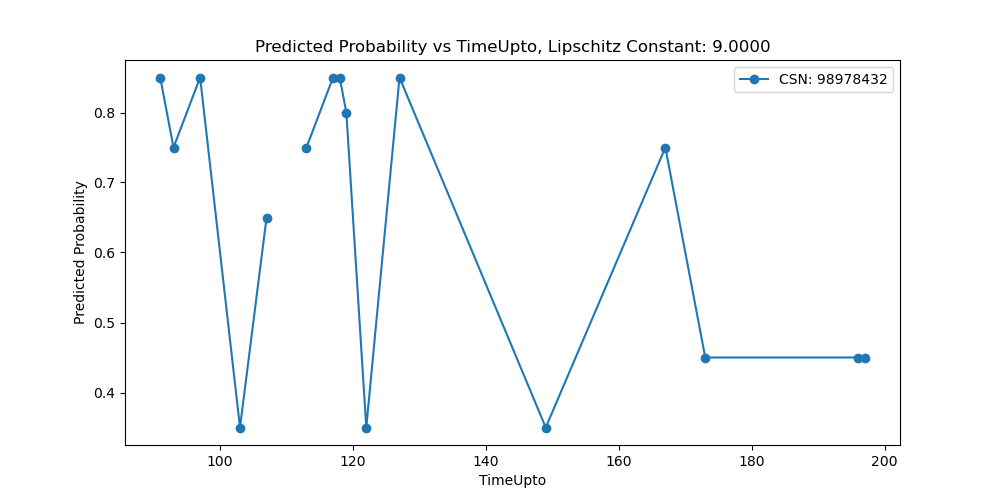 Predicted Probability vs TimeUpto, Lipschitz Constant: 9.0000
CSN: 98978432
Predicted Probability
0.8
0.7
0.6
0.5
0.4
100 120 140 160 180 200
TimeUpto